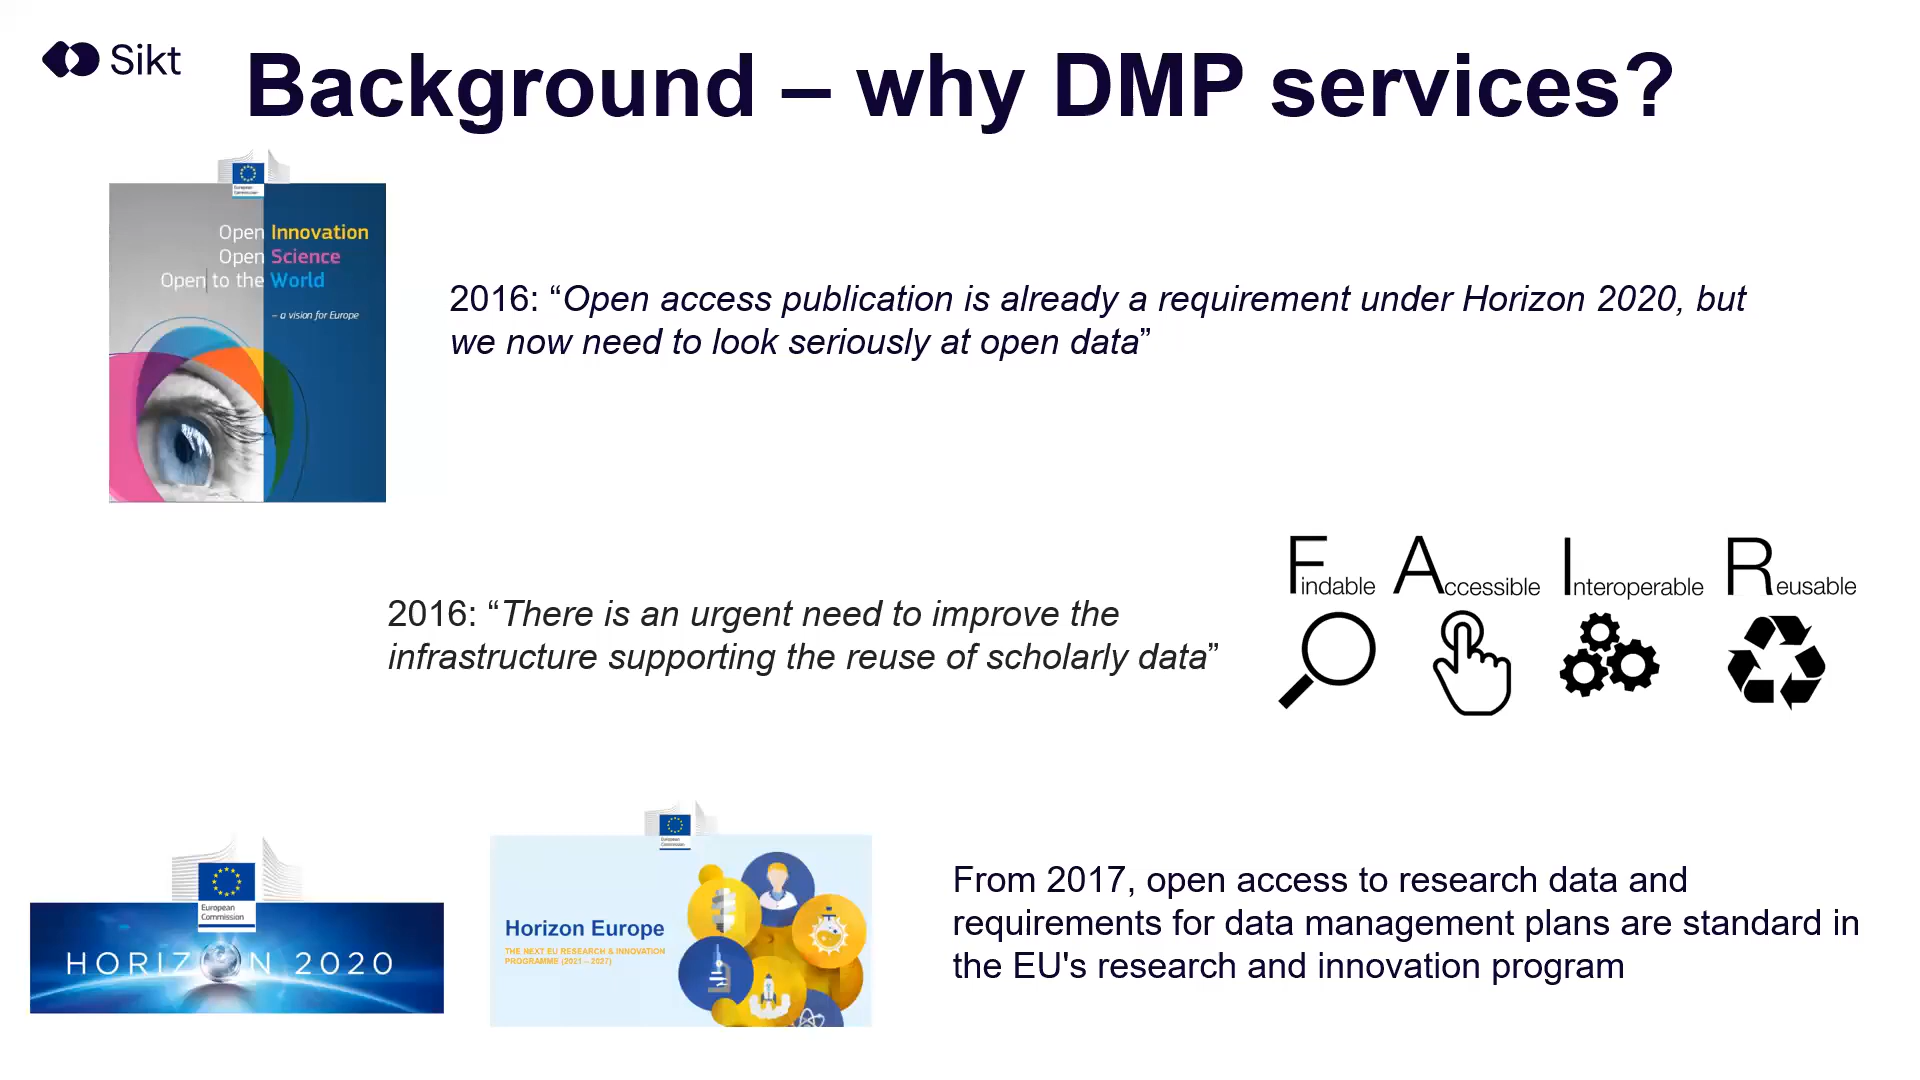 Sikt
Background – why DMP services?
European
Commission
Open Innovation
Open Science
Open to the World
– a vision for Europe
2016: “Open access publication is already a requirement under Horizon 2020, but
we now need to look seriously at open data”
Findable Accessible Interoperable Reusable
2016: “There is an urgent need to improve the
infrastructure supporting the reuse of scholarly data”
European
Commission
HORIZON 2020
European
Commission
Horizon Europe
THE NEXT EU RESEARCH & INNOVATION
PROGRAMME (2021 – 2027)
From 2017, open access to research data and
requirements for data management plans are standard in
the EU's research and innovation program